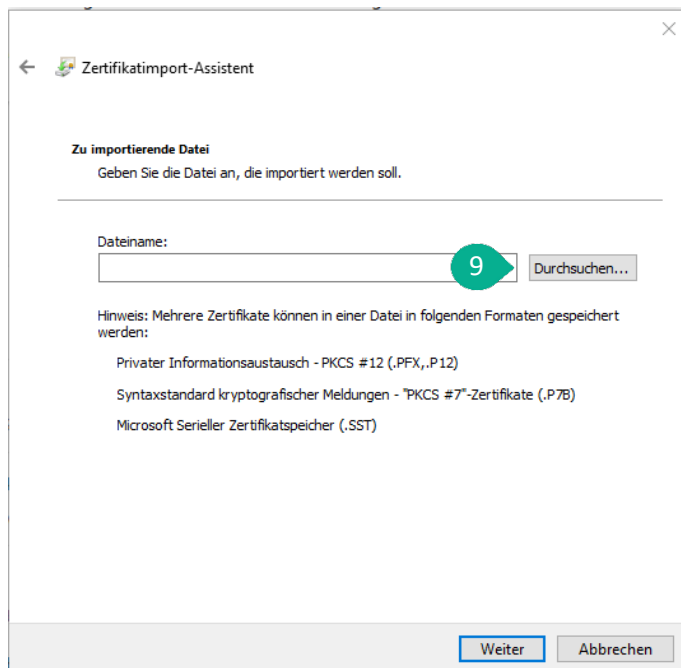 Zertifikatimport-Assistent
Zu importierende Datei
Geben Sie die Datei an, die importiert werden soll.
Dateiname:
9
Durchsuchen...
Hinweis: Mehrere Zertifikate können in einer Datei in folgenden Formaten gespeichert
werden:
Privater Informationsaustausch - PKCS #12 (.PFX,.P12)
Syntaxstandard kryptografischer Meldungen - "PKCS #7"-Zertifikate (.P7B)
Microsoft Serieller Zertifikatspeicher (.SST)
Weiter
Abbrechen